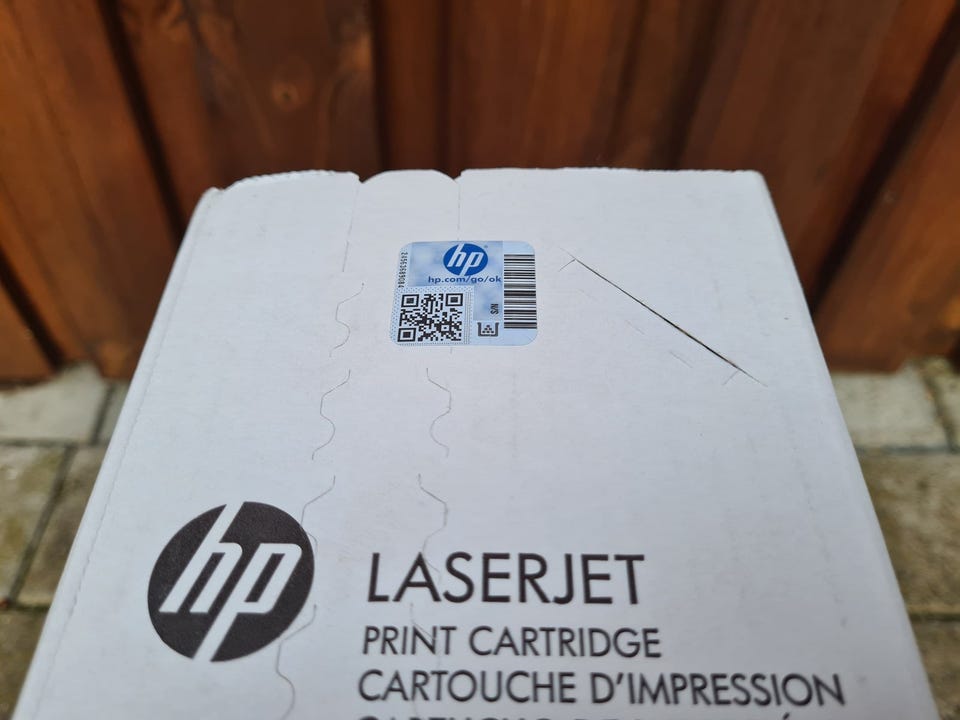 hp
hp.com/go/ok
S/N
hp
LASERJET
PRINT CARTRIDGE
CARTOUCHE D'IMPRESSION